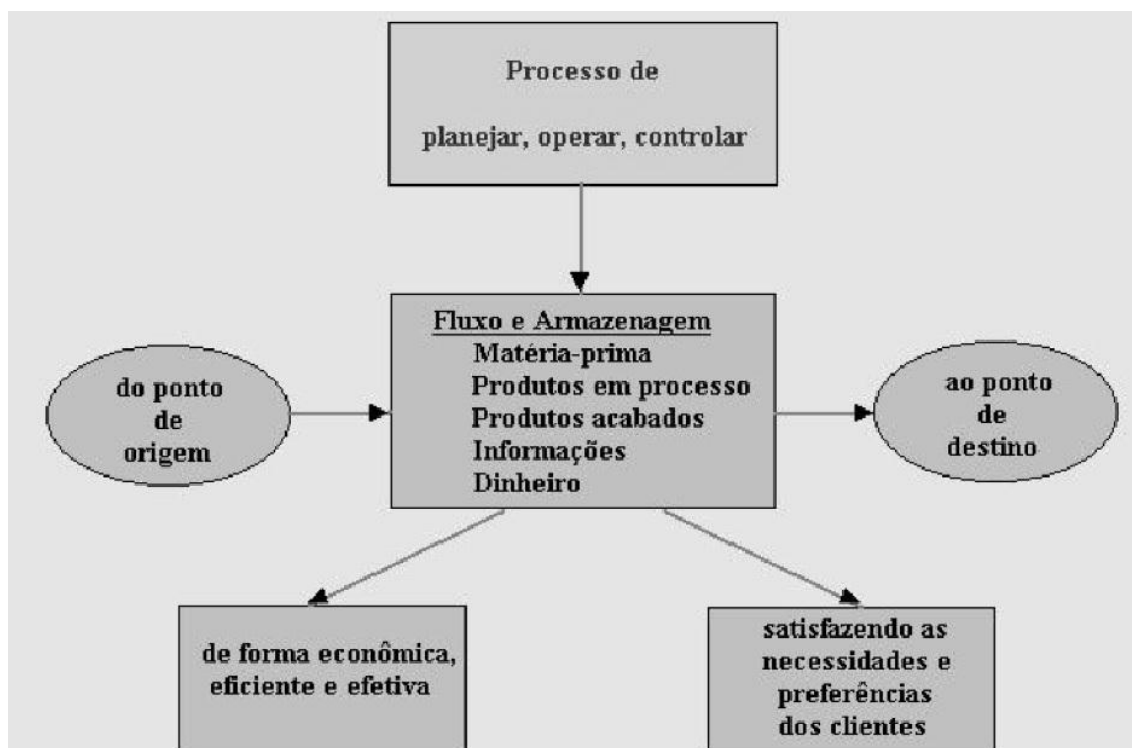 Processo de
planejar, operar, controlar
Fluxo e Armazenagem
Matéria-prima
Produtos em processo
Produtos acabados
Informações
Dinheiro
do ponto
de
origem
ao ponto
de
destino
de forma econômica,
eficiente e efetiva
satisfazendo as
necessidades e
preferências
dos clientes